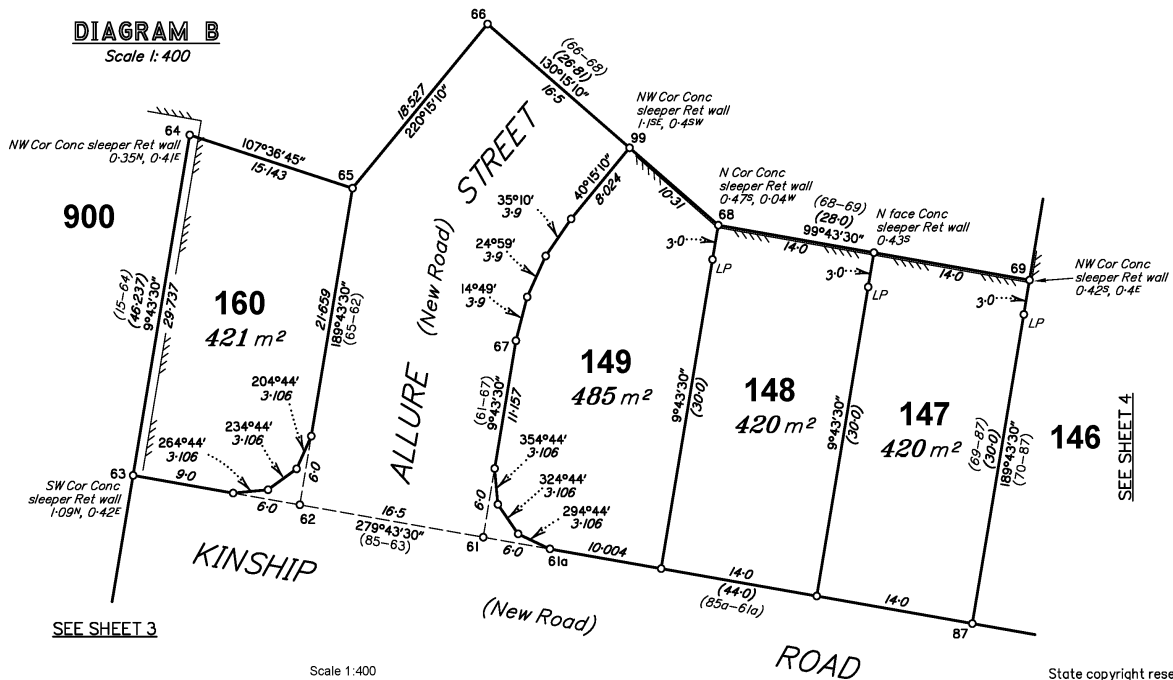 DIAGRAM B
Scale 1:400
66
(66-68)
(26·81)
130°15'10"
16·5
18·527
220°15'10"
STREET
NW Cor Conc
sleeper Ret wall
1·1SE, 0·4SW
99
64
NW Cor Conc sleeper Ret wall
0·35N, 0·41E
107°36'45"
15·143
65
40°15'10"
8·024
10·31
N Cor Conc
sleeper Ret wall
0·47S, 0·04W
68
(68-69)
(28·0)
99°43'30"
14·0
N face Conc
sleeper Ret wall
0·43S
14·0
69
NW Cor Conc
sleeper Ret wall
0·42S, 0·4E
35°10'
3·9
24°59'
3·9
14°49'
3·9
3·0
LP
3·0
LP
3·0
LP
900
(15-64)
(46·237)
9°43'30"
29·737
160
421 m²
21·659
189°43'30"
(65-62)
ALLURE
(New Road)
67
(61-67)
9°43'30"
11·157
149
485 m²
9°43'30"
(30·0)
148
420 m²
9°43'30"
(30·0)
147
420 m²
(69-87)
(30·0)
189°43'30"
(70-87)
146
SEE SHEET 4
204°44'
3·106
234°44'
3·106
264°44'
3·106
354°44'
3·106
324°44'
3·106
294°44'
3·106
63
SW Cor Conc
sleeper Ret wall
1·09N, 0·42E
9·0
6·0
6·0
62
16·5
279°43'30"
(85-63)
6·0
61
6·0
61a
10·004
14·0
(44·0)
(85a-61a)
14·0
87
KINSHIP
(New Road)
ROAD
SEE SHEET 3
Scale 1:400
State copyright rese